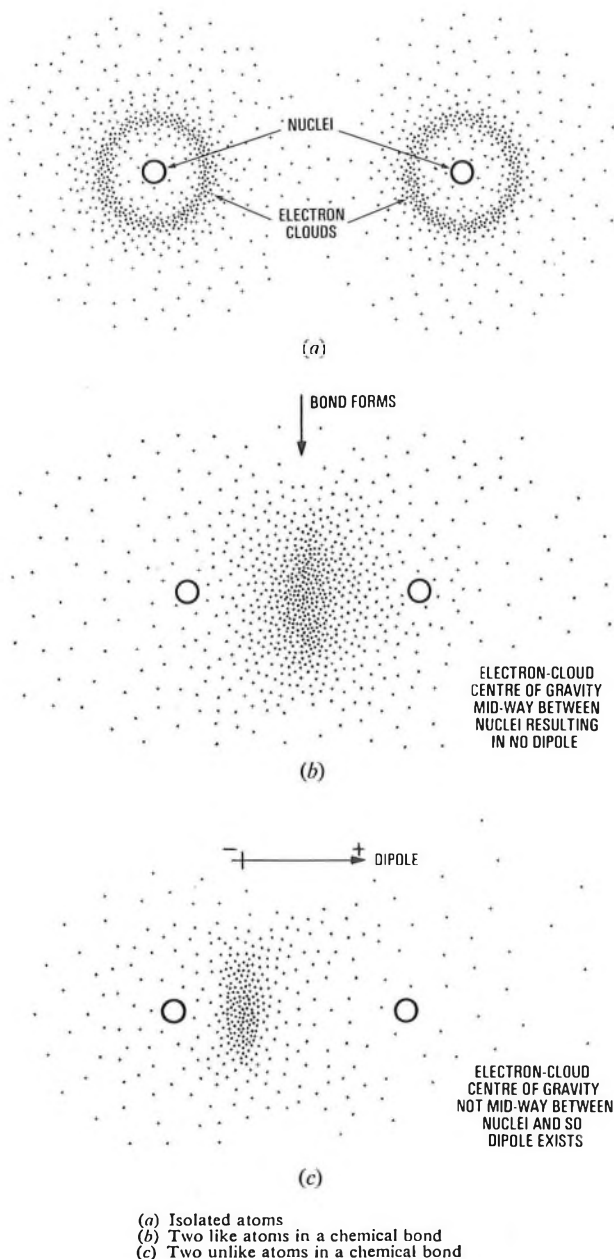 NUCLEI
ELECTRON
CLOUDS
(a)
BOND FORMS
ELECTRON-CLOUD
CENTRE OF GRAVITY
MID-WAY BETWEEN
NUCLEI RESULTING
IN NO DIPOLE
(b)
− +
DIPOLE
ELECTRON-CLOUD
CENTRE OF GRAVITY
NOT MID-WAY BETWEEN
NUCLEI AND SO
DIPOLE EXISTS
(c)
(a) Isolated atoms
(b) Two like atoms in a chemical bond
(c) Two unlike atoms in a chemical bond